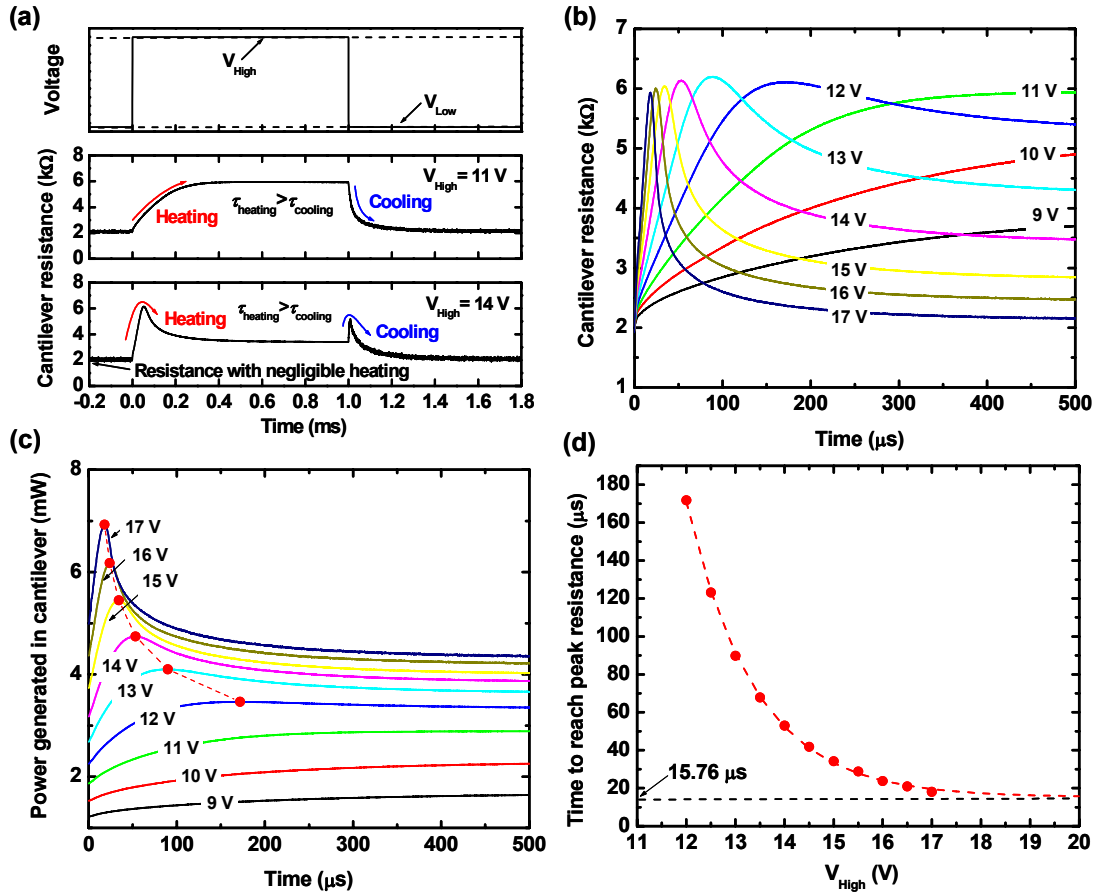 (a)
Voltage
V_High
V_Low
Cantilever resistance (kΩ)
8
6
4
2
0
V_High = 11 V
Heating
τ_heating>τ_cooling
Cooling
8
6
4
2
0
V_High = 14 V
Heating
τ_heating>τ_cooling
Cooling
Resistance with negligible heating
-0.2 0.0 0.2 0.4 0.6 0.8 1.0 1.2 1.4 1.6 1.8
Time (ms)
(b)
Cantilever resistance (kΩ)
7
6
5
4
3
2
1
12 V
11 V
13 V
10 V
14 V
9 V
15 V
16 V
17 V
0 100 200 300 400 500
Time (μs)
(c)
Power generated in cantilever (mW)
8
6
4
2
17 V
16 V
15 V
14 V
13 V
12 V
11 V
10 V
9 V
0 100 200 300 400 500
Time (μs)
(d)
Time to reach peak resistance (μs)
180
160
140
120
100
80
60
40
20
0
15.76 μs
11 12 13 14 15 16 17 18 19 20
V_High (V)